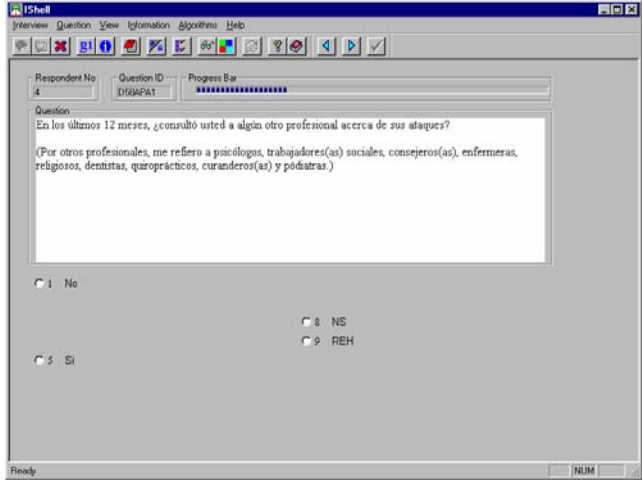 IShell
Interview Question View Information Algorithms Help
g1
Respondent No
4
Question ID
D58APA1
Progress Bar
Question
En los últimos 12 meses, ¿consultó usted a algún otro profesional acerca de sus ataques?
(Por otros profesionales, me refiero a psicólogos, trabajadores(as) sociales, consejeros(as), enfermeras,
religiosos, dentistas, quiroprácticos, curanderos(as) y pódiatras.)
1 No
8 NS
9 REH
5 Si
Ready
NUM